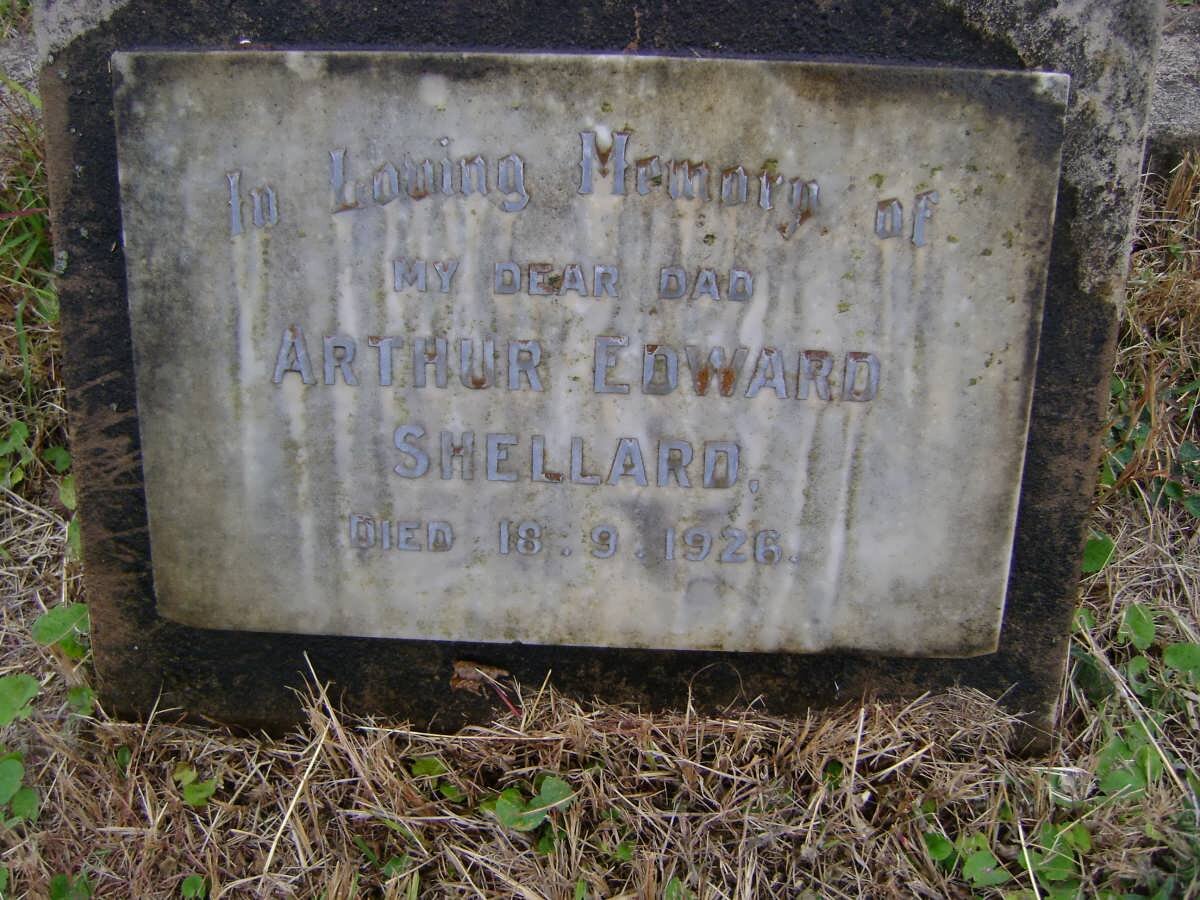 In Loving Memory of
MY DEAR DAD
ARTHUR EDWARD
SHELLARD,
DIED 18.9.1926.